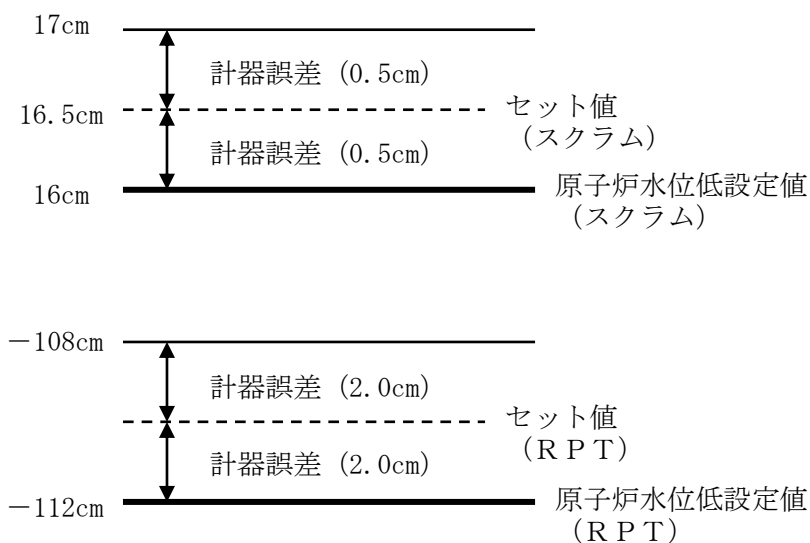 17cm
計器誤差 (0.5cm)
16.5cm
セット値
（スクラム）
計器誤差 (0.5cm)
16cm
原子炉水位低設定値
（スクラム）
－108cm
計器誤差 (2.0cm)
セット値
（ＲＰＴ）
計器誤差 (2.0cm)
－112cm
原子炉水位低設定値
（ＲＰＴ）